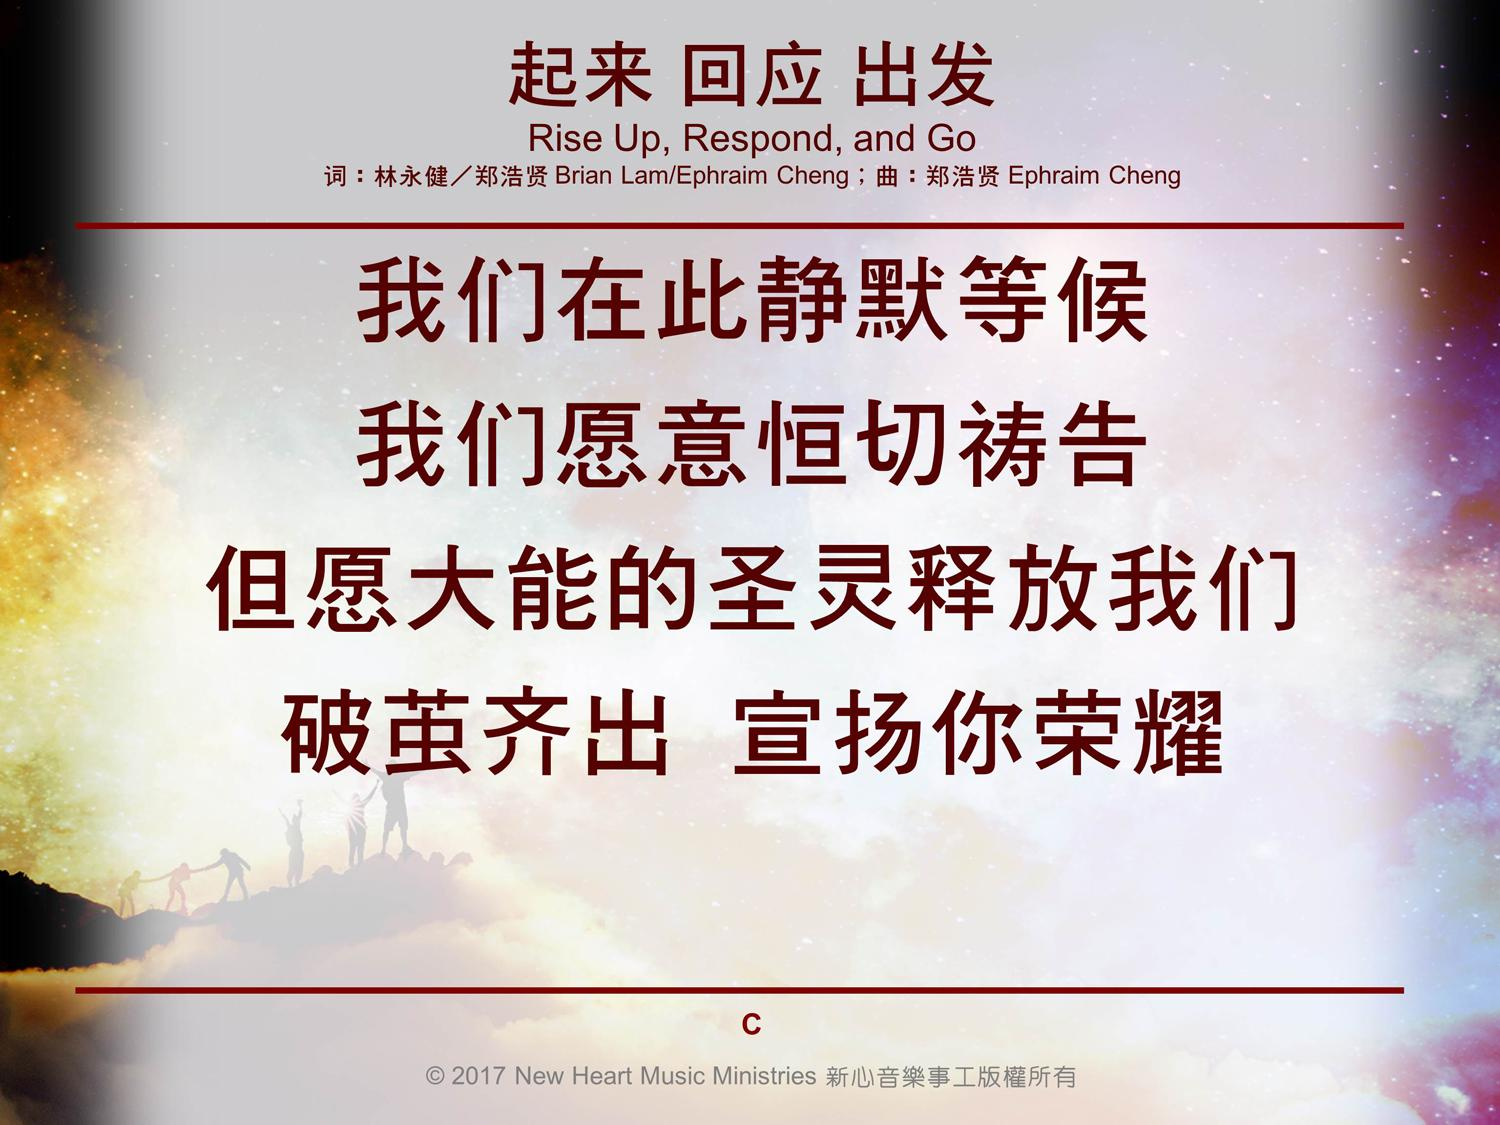 起来 回应 出发
Rise Up, Respond, and Go
词：林永健／郑浩贤 Brian Lam/Ephraim Cheng；曲：郑浩贤 Ephraim Cheng
我们在此静默等候
我们愿意恒切祷告
但愿大能的圣灵释放我们
破茧齐出 宣扬你荣耀
C
© 2017 New Heart Music Ministries 新心音樂事工版權所有